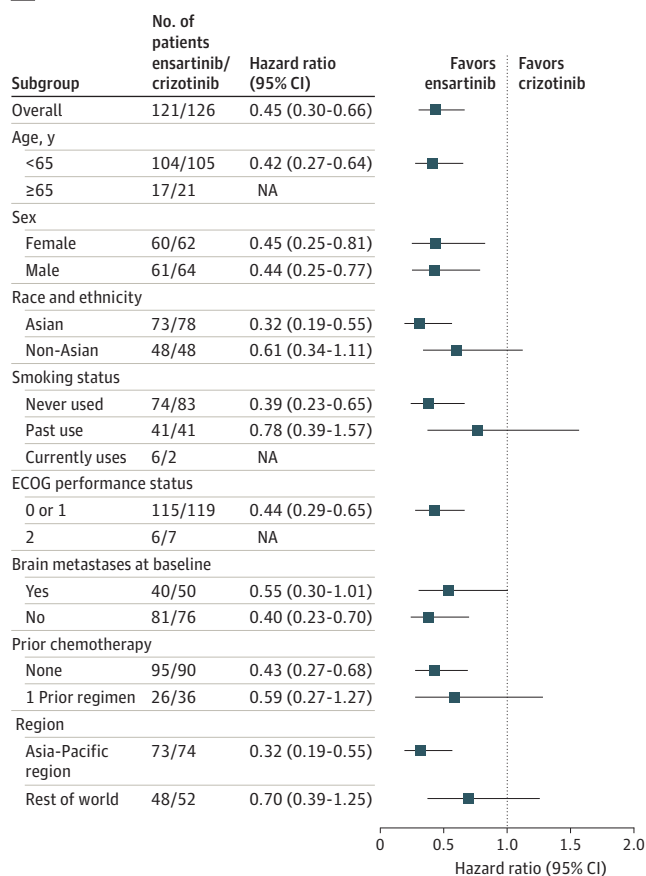 No. of
patients
ensartinib/ Hazard ratio Favors Favors
Subgroup crizotinib (95% CI) ensartinib crizotinib
Overall 121/126 0.45 (0.30-0.66)
Age, y
<65 104/105 0.42 (0.27-0.64)
≥65 17/21 NA
Sex
Female 60/62 0.45 (0.25-0.81)
Male 61/64 0.44 (0.25-0.77)
Race and ethnicity
Asian 73/78 0.32 (0.19-0.55)
Non-Asian 48/48 0.61 (0.34-1.11)
Smoking status
Never used 74/83 0.39 (0.23-0.65)
Past use 41/41 0.78 (0.39-1.57)
Currently uses 6/2 NA
ECOG performance status
0 or 1 115/119 0.44 (0.29-0.65)
2 6/7 NA
Brain metastases at baseline
Yes 40/50 0.55 (0.30-1.01)
No 81/76 0.40 (0.23-0.70)
Prior chemotherapy
None 95/90 0.43 (0.27-0.68)
1 Prior regimen 26/36 0.59 (0.27-1.27)
Region
Asia-Pacific 73/74 0.32 (0.19-0.55)
region
Rest of world 48/52 0.70 (0.39-1.25)
0 0.5 1.0 1.5 2.0
Hazard ratio (95% CI)